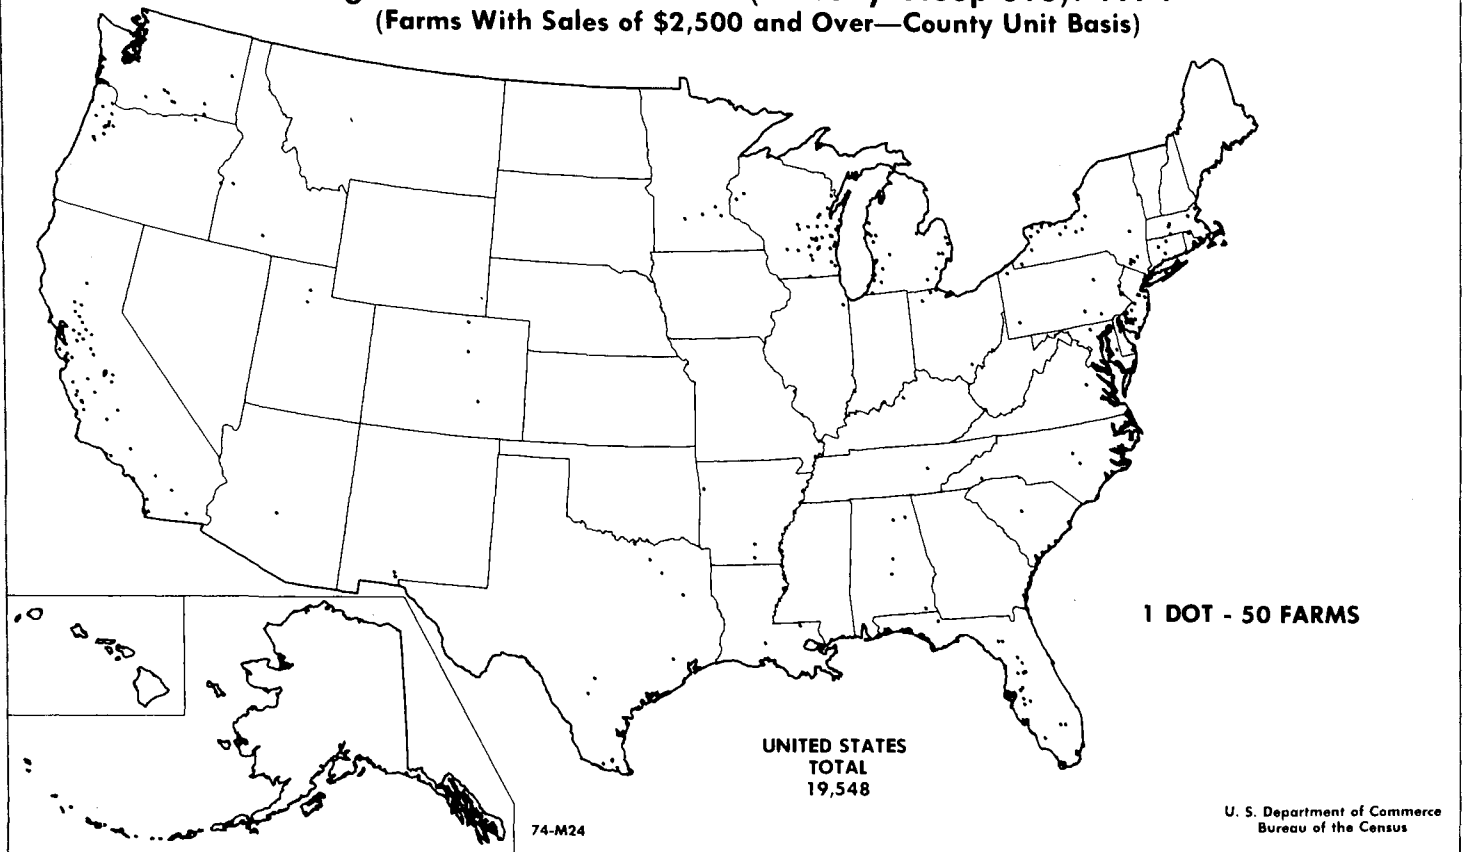 (Farms With Sales of $2,500 and Over—County Unit Basis)
1 DOT - 50 FARMS
UNITED STATES
TOTAL
19,548
74-M24
U. S. Department of Commerce
Bureau of the Census